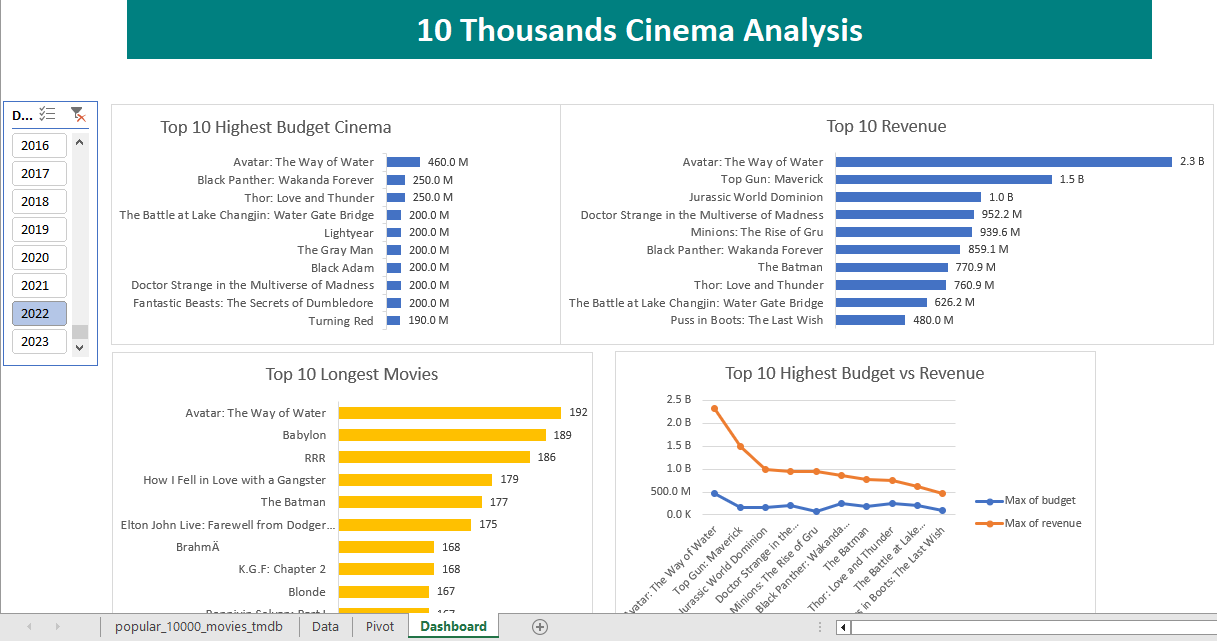 10 Thousands Cinema Analysis
D...
2016
2017
2018
2019
2020
2021
2022
2023
Top 10 Highest Budget Cinema
Avatar: The Way of Water 460.0 M
Black Panther: Wakanda Forever 250.0 M
Thor: Love and Thunder 250.0 M
The Battle at Lake Changjin: Water Gate Bridge 200.0 M
Lightyear 200.0 M
The Gray Man 200.0 M
Black Adam 200.0 M
Doctor Strange in the Multiverse of Madness 200.0 M
Fantastic Beasts: The Secrets of Dumbledore 200.0 M
Turning Red 190.0 M
Top 10 Revenue
Avatar: The Way of Water 2.3 B
Top Gun: Maverick 1.5 B
Jurassic World Dominion 1.0 B
Doctor Strange in the Multiverse of Madness 952.2 M
Minions: The Rise of Gru 939.6 M
Black Panther: Wakanda Forever 859.1 M
The Batman 770.9 M
Thor: Love and Thunder 760.9 M
The Battle at Lake Changjin: Water Gate Bridge 626.2 M
Puss in Boots: The Last Wish 480.0 M
Top 10 Longest Movies
Avatar: The Way of Water 192
Babylon 189
RRR 186
How I Fell in Love with a Gangster 179
The Batman 177
Elton John Live: Farewell from Dodger... 175
BrahmÄ 168
K.G.F: Chapter 2 168
Blonde 167
167
Top 10 Highest Budget vs Revenue
2.5 B
2.0 B
1.5 B
1.0 B
500.0 M
0.0 K
Avatar: The Way of Water
Top Gun: Maverick
Jurassic World Dominion
Doctor Strange in the...
Minions: The Rise of Gru
Black Panther: Wakanda...
The Batman
Thor: Love and Thunder
The Battle at Lake...
in Boots: The Last Wish
Max of budget
Max of revenue
popular_10000_movies_tmdb Data Pivot Dashboard